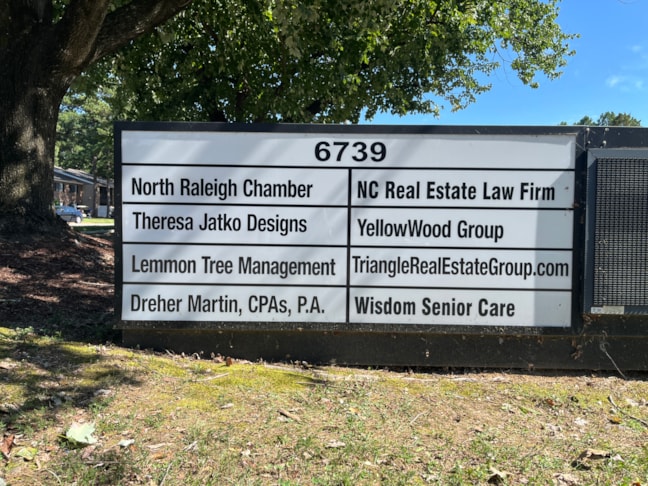 6739
North Raleigh Chamber
NC Real Estate Law Firm
Theresa Jatko Designs
YellowWood Group
Lemmon Tree Management
TriangleRealEstateGroup.com
Dreher Martin, CPAs, P.A.
Wisdom Senior Care